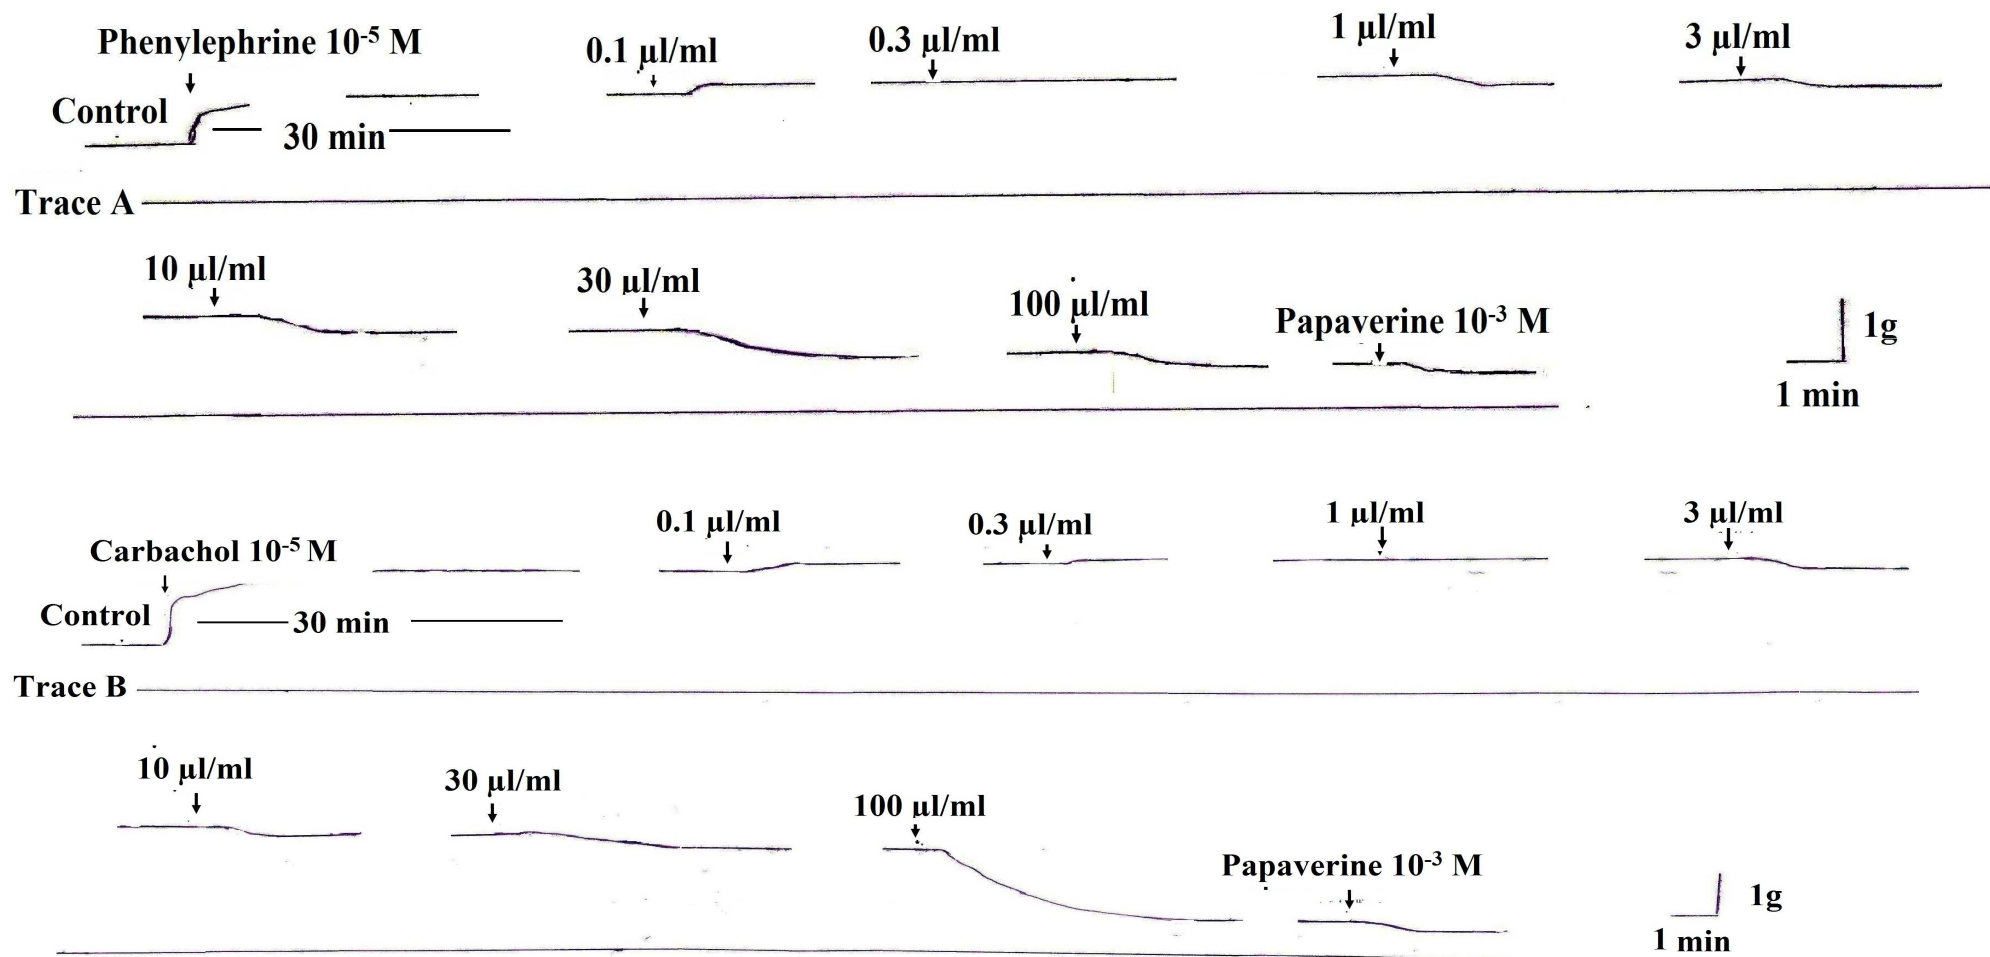 Phenylephrine 10-5 M
0.1 µl/ml
0.3 µl/ml
1 µl/ml
3 µl/ml
Control
30 min
Trace A
10 µl/ml
30 µl/ml
100 µl/ml
Papaverine 10-3 M
1g
1 min
Carbachol 10-5 M
0.1 µl/ml
0.3 µl/ml
1 µl/ml
3 µl/ml
Control
30 min
Trace B
10 µl/ml
30 µl/ml
100 µl/ml
Papaverine 10-3 M
1g
1 min